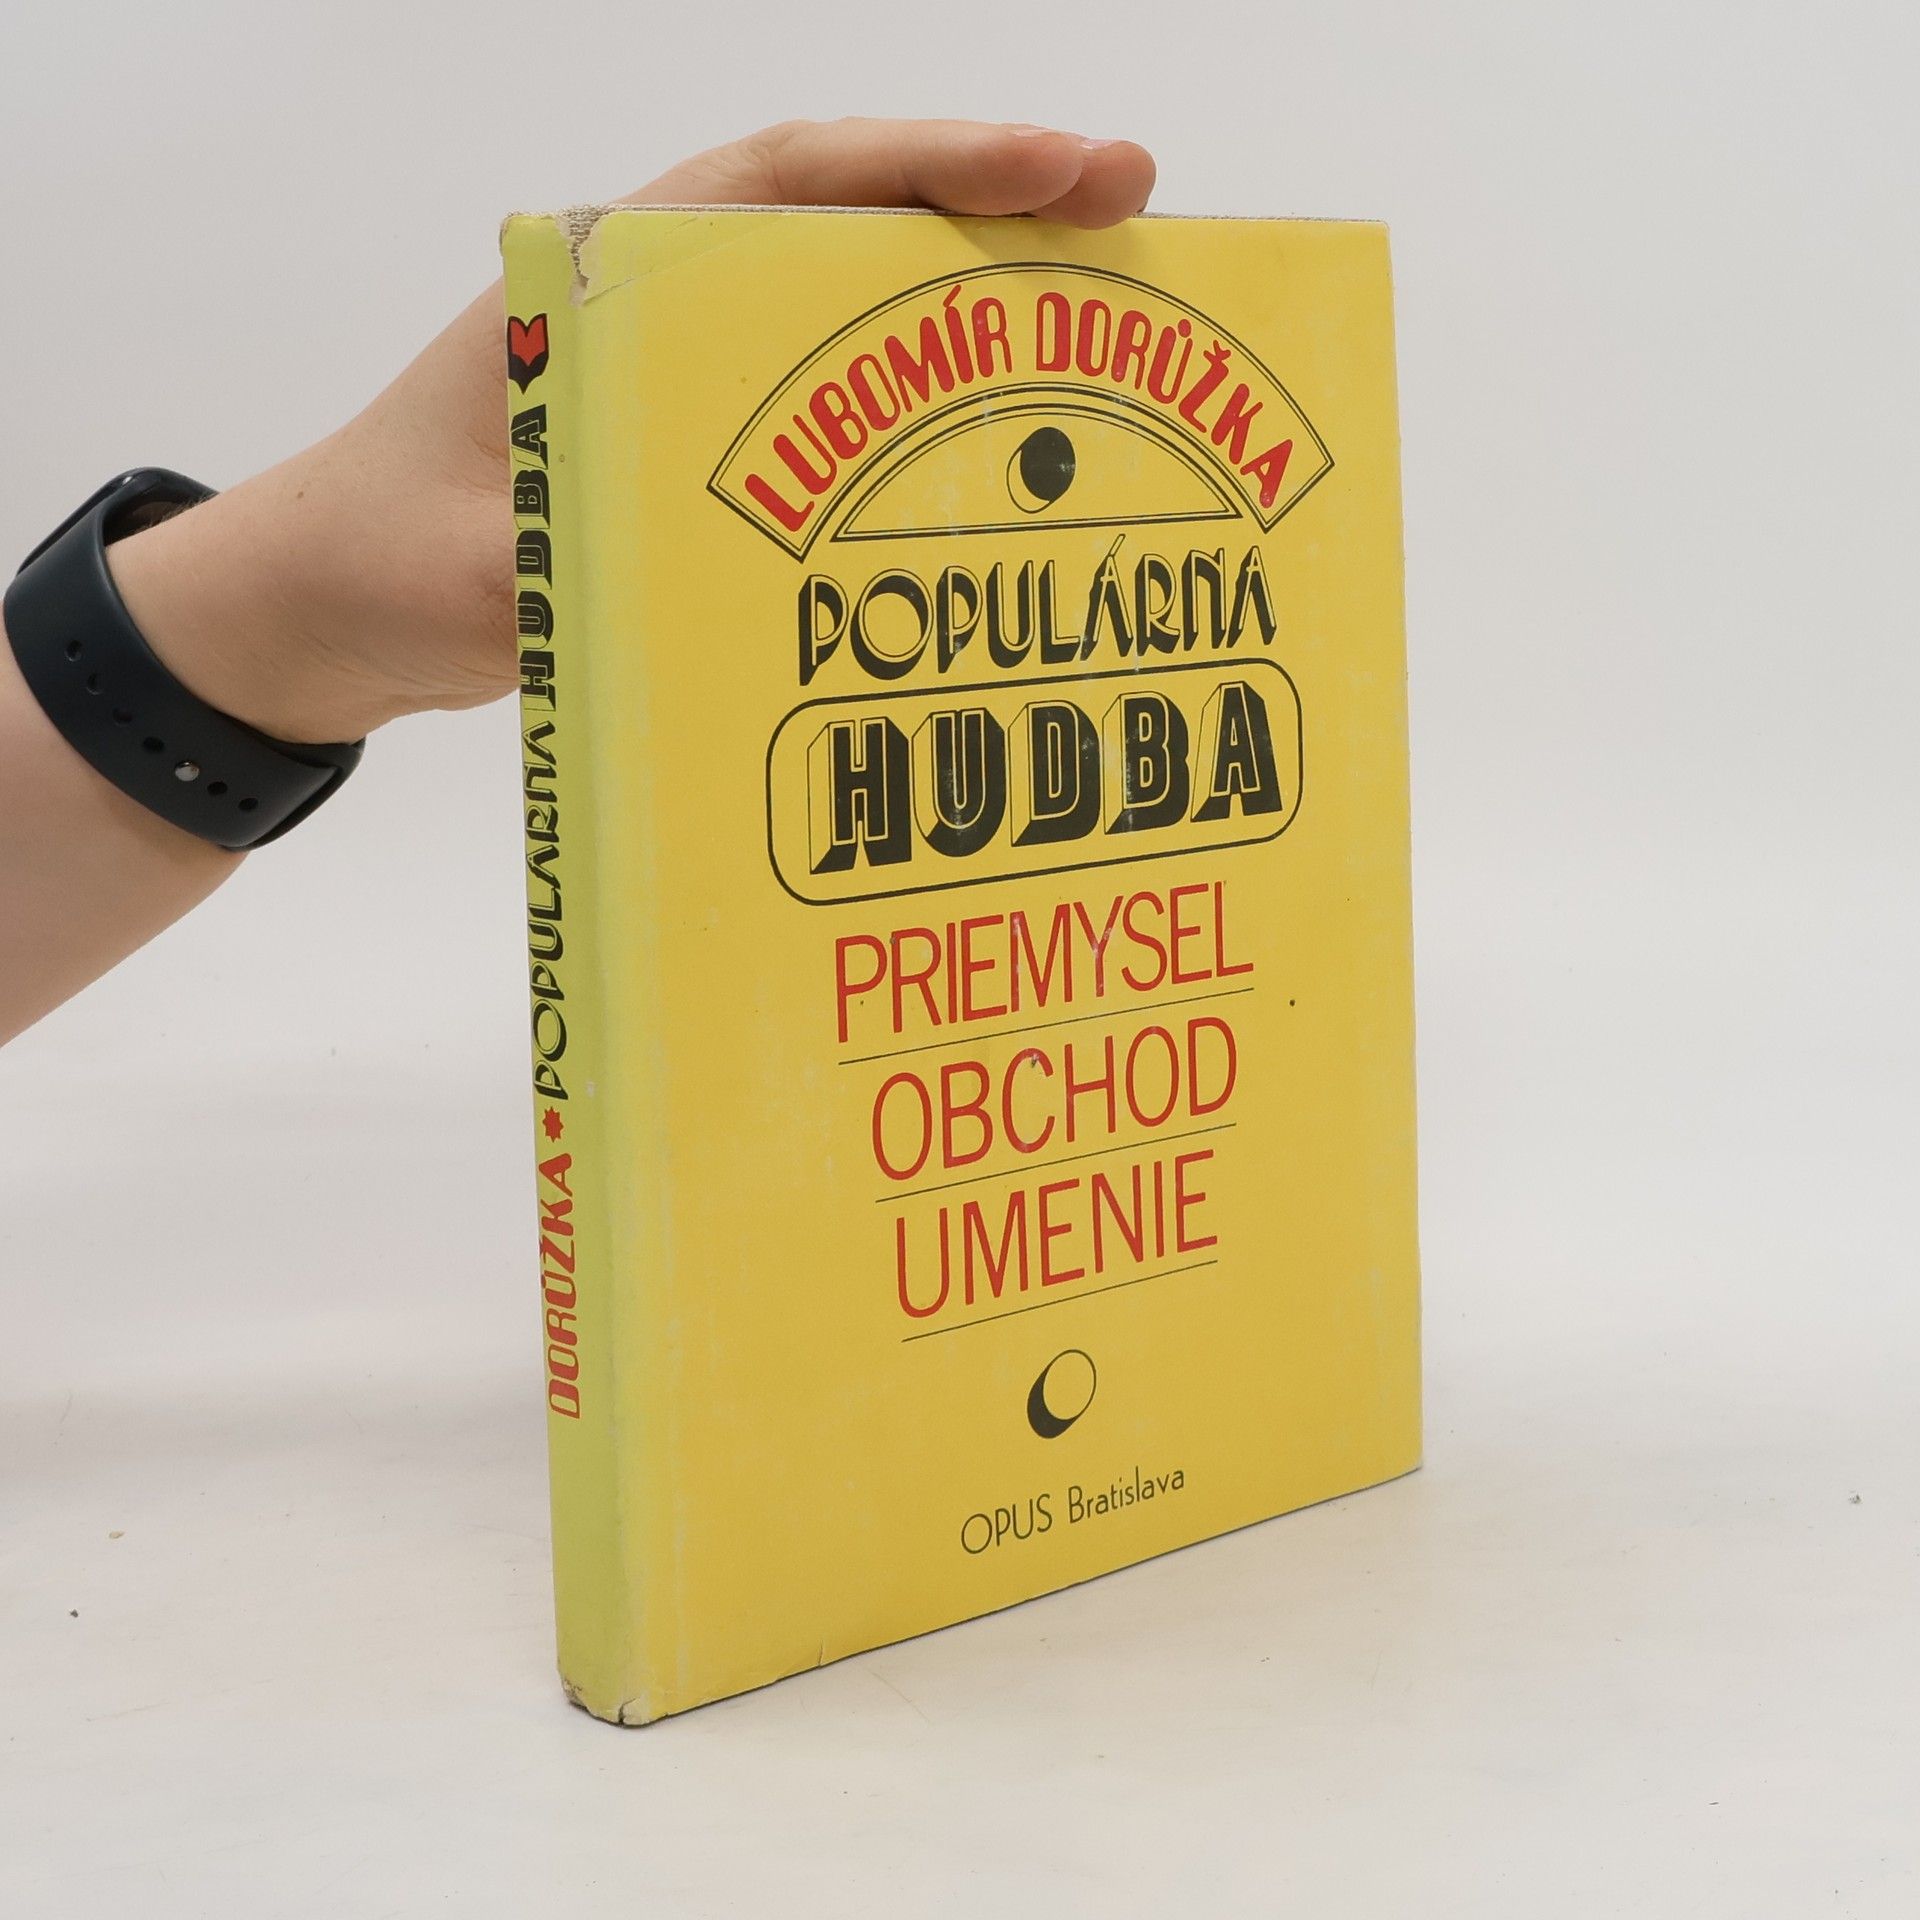 LUBOMÍR DORŮŽKA
POPULÁRNA
HUDBA
PRIEMYSEL
OBCHOD
UMENIE
OPUS Bratislava
DORŮŽKA * POPULÁRNA HUDBA